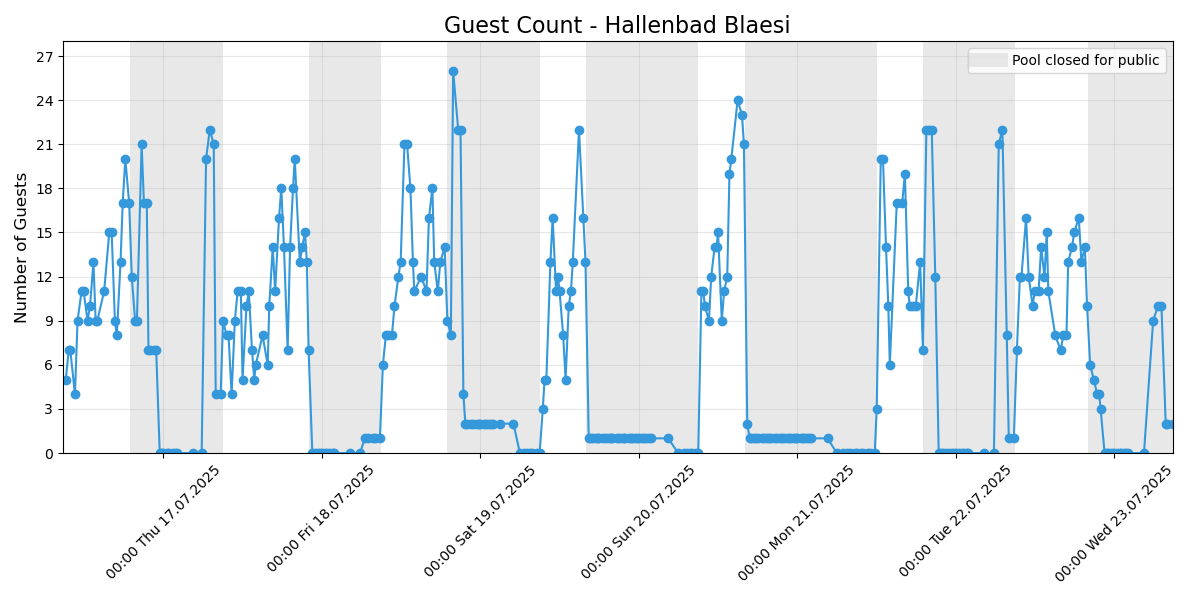 Guest Count - Hallenbad Blaesi
Pool closed for public
Number of Guests
27
24
21
18
15
12
9
6
3
0
00:00 Thu 17.07.2025
00:00 Fri 18.07.2025
00:00 Sat 19.07.2025
00:00 Sun 20.07.2025
00:00 Mon 21.07.2025
00:00 Tue 22.07.2025
00:00 Wed 23.07.2025